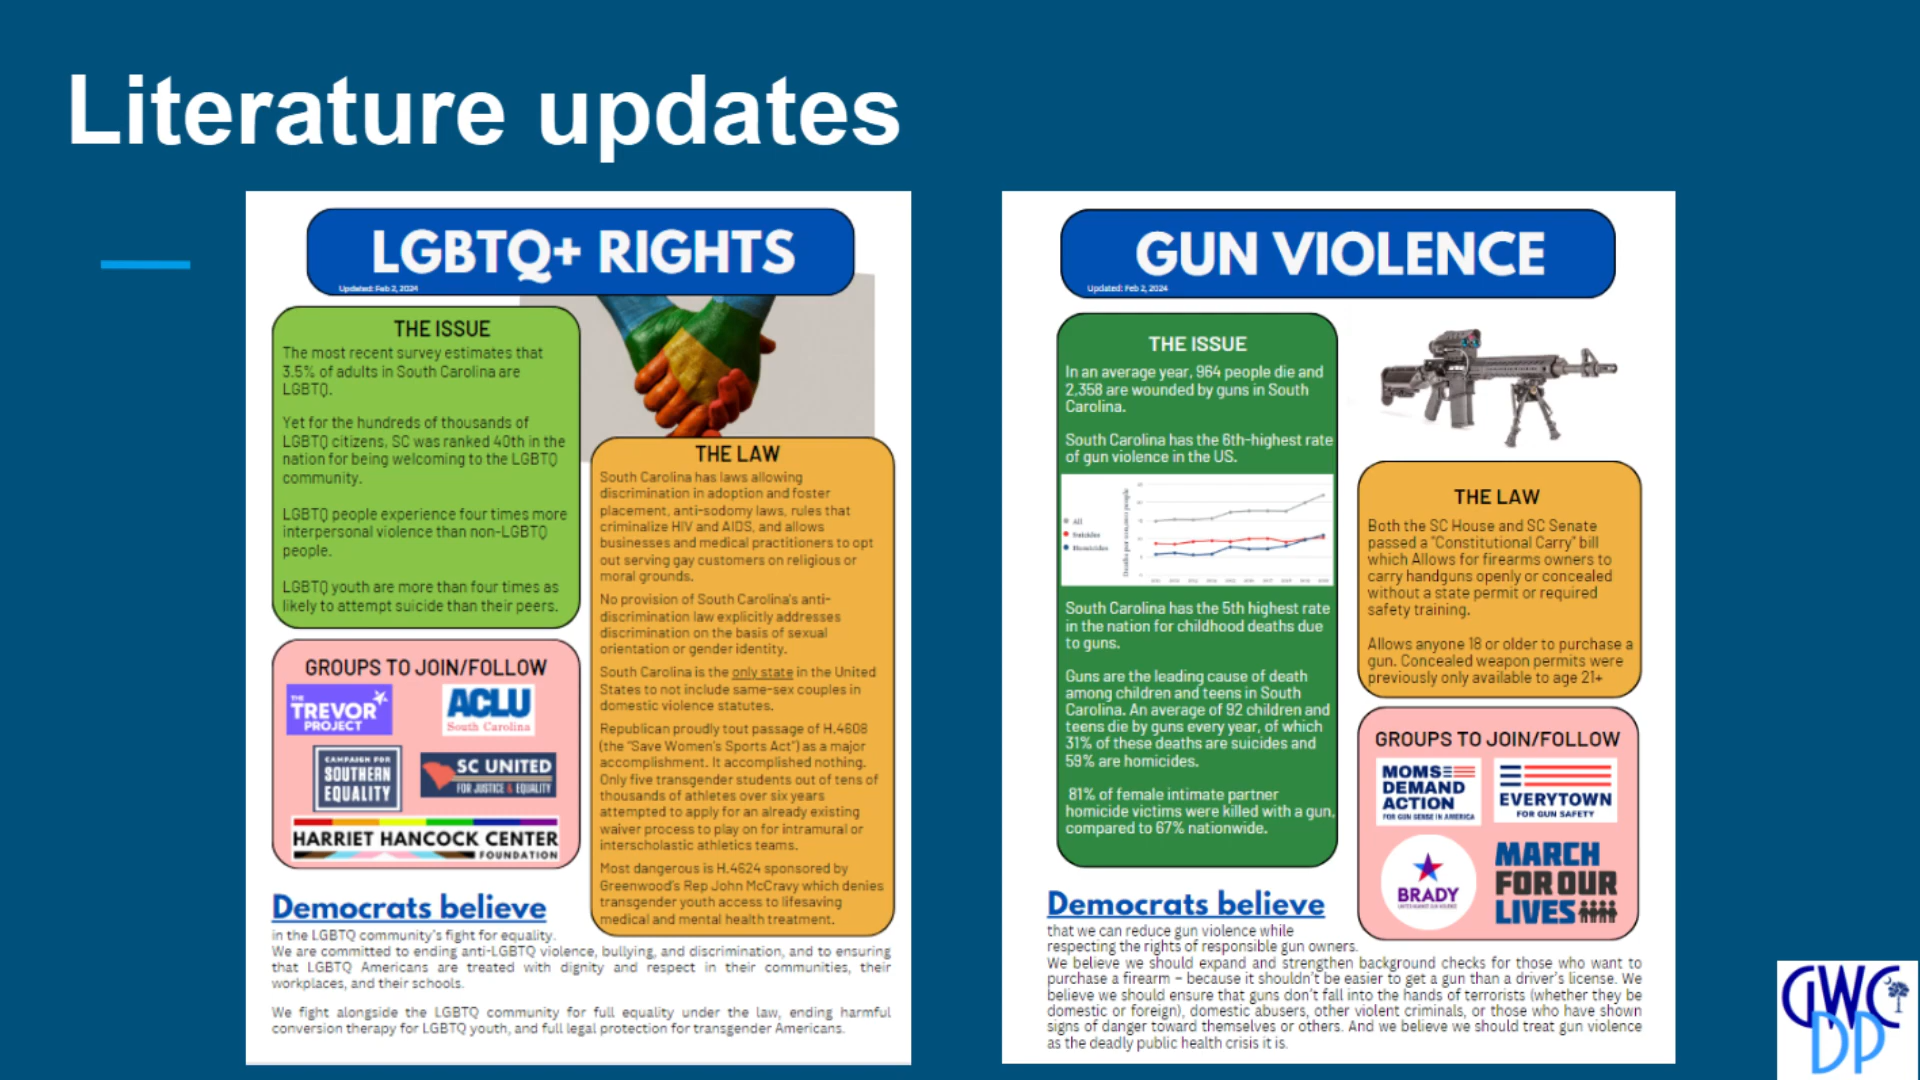 Literature updates
LGBTQ+ RIGHTS
Updated: Feb 2, 2024
THE ISSUE
The most recent survey estimates that
3.5% of adults in South Carolina are
LGBTQ.
Yet for the hundreds of thousands of
LGBTQ citizens, SC was ranked 40th in the
nation for being welcoming to the LGBTQ
community.
LGBTQ people experience four times more
interpersonal violence than non-LGBTQ
people.
LGBTQ youth are more than four times as
likely to attempt suicide than their peers.
GROUPS TO JOIN/FOLLOW
THE
TREVOR
PROJECT
ACLU
South Carolina
CAMPAIGN FOR
SOUTHERN
EQUALITY
SC UNITED
FOR JUSTICE & EQUALITY
HARRIET HANCOCK CENTER
FOUNDATION
THE LAW
South Carolina has laws allowing
discrimination in adoption and foster
placement, anti-sodomy laws, rules that
criminalize HIV and AIDS, and allows
businesses and medical practitioners to opt
out serving gay customers on religious or
moral grounds.
No provision of South Carolina's anti-
discrimination law explicitly addresses
discrimination on the basis of sexual
orientation or gender identity.
South Carolina is the only state in the United
States to not include same-sex couples in
domestic violence statutes.
Republican proudly tout passage of H.4608
(the "Save Women's Sports Act") as a major
accomplishment. It accomplished nothing.
Only five transgender students out of tens of
thousands of athletes over six years
attempted to apply for an already existing
waiver process to play on for intramural or
interscholastic athletics teams.
Most dangerous is H.4624 sponsored by
Greenwood's Rep John McCravy which denies
transgender youth access to lifesaving
medical and mental health treatment.
Democrats believe
in the LGBTQ community's fight for equality.
We are committed to ending anti-LGBTQ violence, bullying, and discrimination, and to ensuring
that LGBTQ Americans are treated with dignity and respect in their communities, their
workplaces, and their schools.
We fight alongside the LGBTQ community for full equality under the law, ending harmful
conversion therapy for LGBTQ youth, and full legal protection for transgender Americans.
GUN VIOLENCE
Updated: Feb 2, 2024
THE ISSUE
In an average year, 964 people die and
2,358 are wounded by guns in South
Carolina.
South Carolina has the 6th-highest rate
of gun violence in the US.
All
Suicides
Homicides
South Carolina has the 5th highest rate
in the nation for childhood deaths due
to guns.
Guns are the leading cause of death
among children and teens in South
Carolina. An average of 92 children and
teens die by guns every year, of which
31% of these deaths are suicides and
59% are homicides.
81% of female intimate partner
homicide victims were killed with a gun,
compared to 67% nationwide.
THE LAW
Both the SC House and SC Senate
passed a "Constitutional Carry" bill
which Allows for firearms owners to
carry handguns openly or concealed
without a state permit or required
safety training.
Allows anyone 18 or older to purchase a
gun. Concealed weapon permits were
previously only available to age 21+
GROUPS TO JOIN/FOLLOW
MOMS
DEMAND
ACTION
FOR GUN SENSE IN AMERICA
EVERYTOWN
FOR GUN SAFETY
BRADY
MARCH
FOR OUR
LIVES
Democrats believe
that we can reduce gun violence while
respecting the rights of responsible gun owners.
We believe we should expand and strengthen background checks for those who want to
purchase a firearm – because it shouldn't be easier to get a gun than a driver's license. We
believe we should ensure that guns don't fall into the hands of terrorists (whether they be
domestic or foreign), domestic abusers, other violent criminals, or those who have shown
signs of danger toward themselves or others. And we believe we should treat gun violence
as the deadly public health crisis it is.
GWC
DP